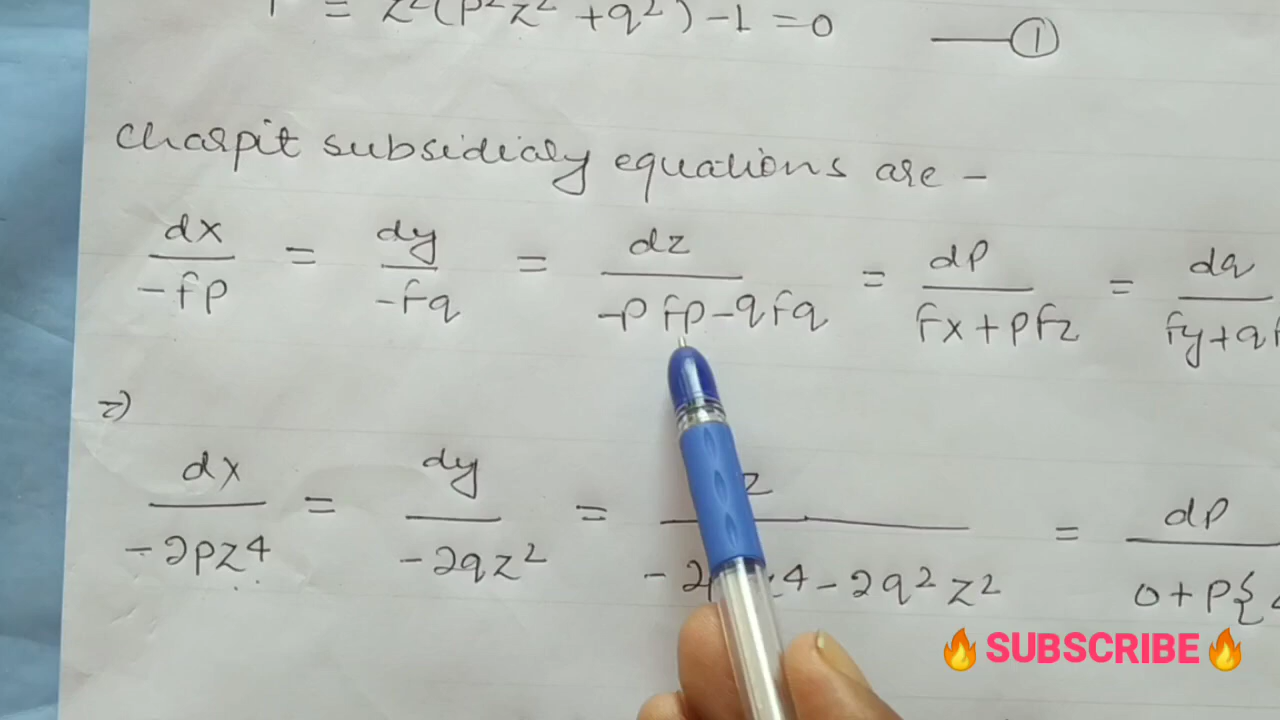 = z²(p²z² + q²) - 1 = 0 ——①
Charpit subsidiary equations are -
dx/-fp = dy/-fq = dz/-pfp-qfq = dp/fx+pfz = dq/fy+qf
⇒ dx/-2pz⁴ = dy/-2qz² = z/-2 z⁴-2q²z² = dp/0+p{
🔥SUBSCRIBE🔥